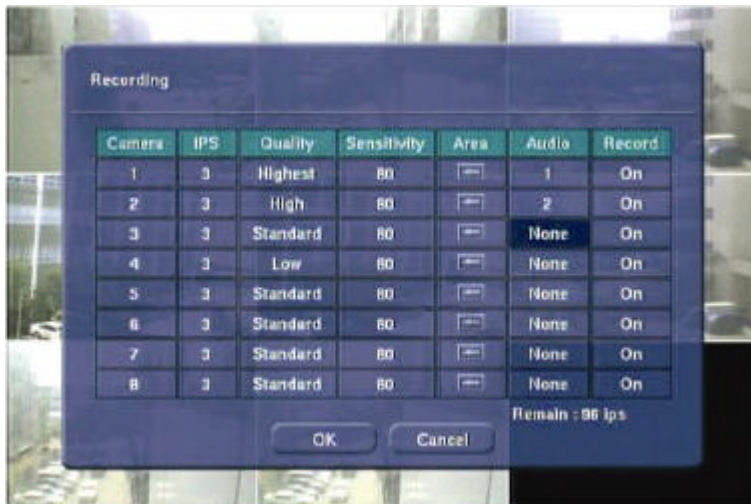 Recording
Camera IPS Quality Sensitivity Area Audio Record
1 3 Highest 80 1 On
2 3 High 80 2 On
3 3 Standard 80 None On
4 3 Low 80 None On
5 3 Standard 80 None On
6 3 Standard 80 None On
7 3 Standard 80 None On
8 3 Standard 80 None On
Remain : 96 ips
OK Cancel